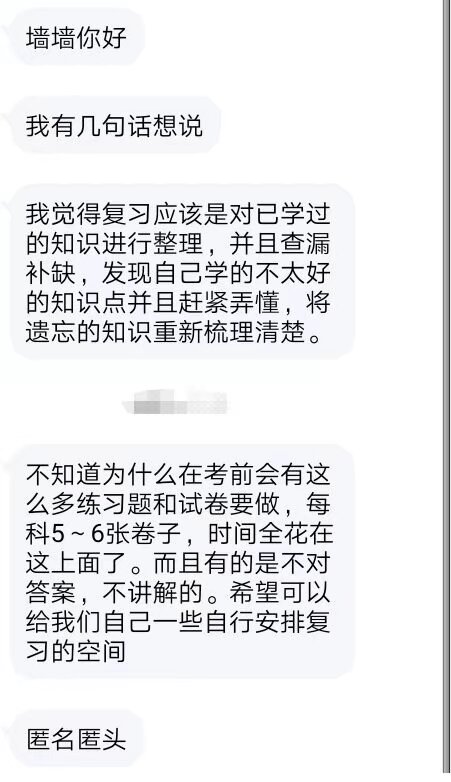 墙墙你好
我有几句话想说
我觉得复习应该是对已学过
的知识进行整理，并且查漏
补缺，发现自己学的不太好
的知识点并且赶紧弄懂，将
遗忘的知识重新梳理清楚。
不知道为什么在考前会有这
么多练习题和试卷要做，每
科5～6张卷子，时间全花在
这上面了。而且有的是不对
答案，不讲解的。希望可以
给我们自己一些自行安排复
习的空间
匿名匿头